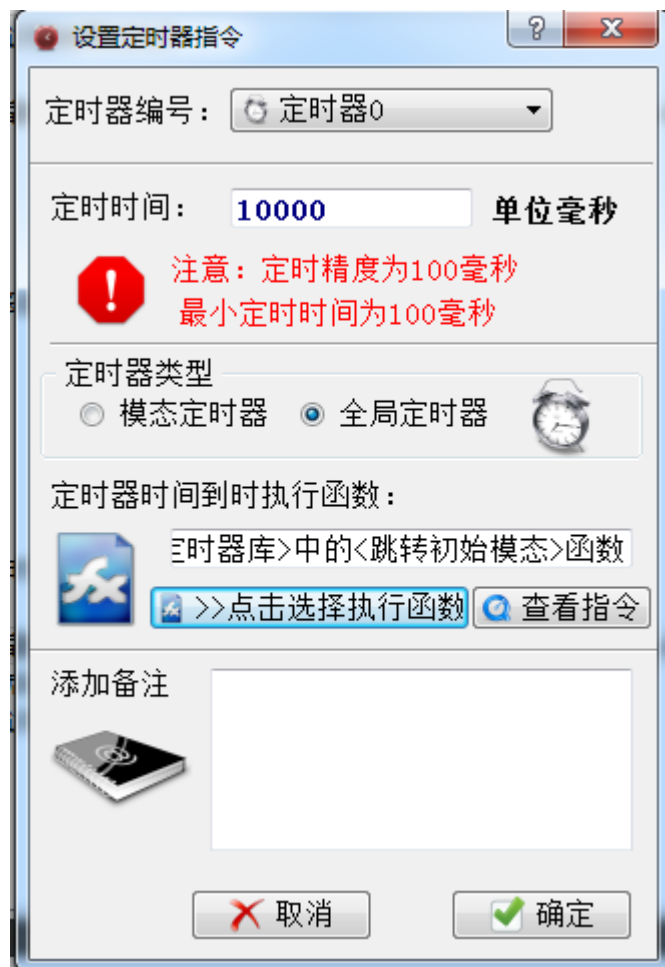 设置定时器指令
定时器编号： 定时器0
定时时间： 10000 单位毫秒
注意：定时精度为100毫秒
最小定时时间为100毫秒
定时器类型
模态定时器 全局定时器
定时器时间到时执行函数：
时器库>中的<跳转初始模态>函数
>>点击选择执行函数 查看指令
添加备注
取消 确定